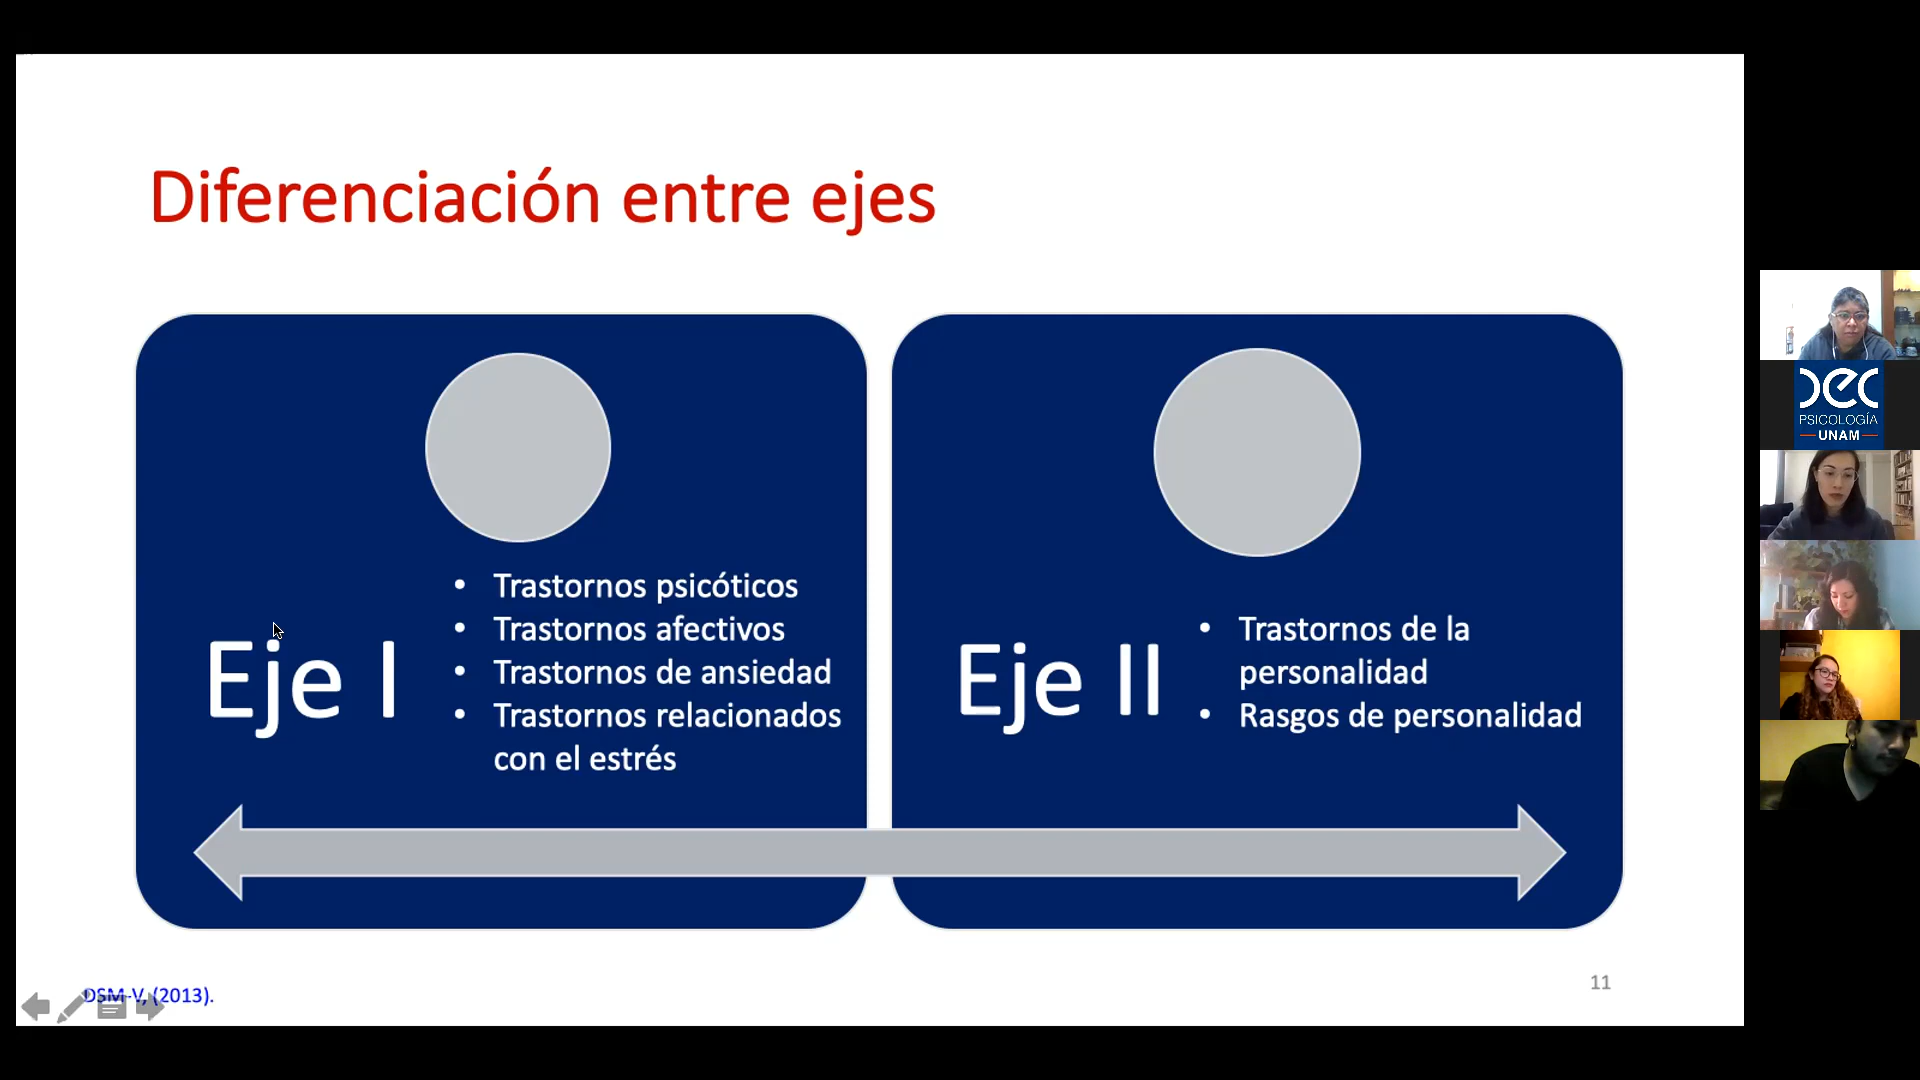 Diferenciación entre ejes
Eje I
• Trastornos psicóticos
• Trastornos afectivos
• Trastornos de ansiedad
• Trastornos relacionados
con el estrés
Eje II
• Trastornos de la
personalidad
• Rasgos de personalidad
DSM-V, (2013).
11
DEC
PSICOLOGÍA
UNAM